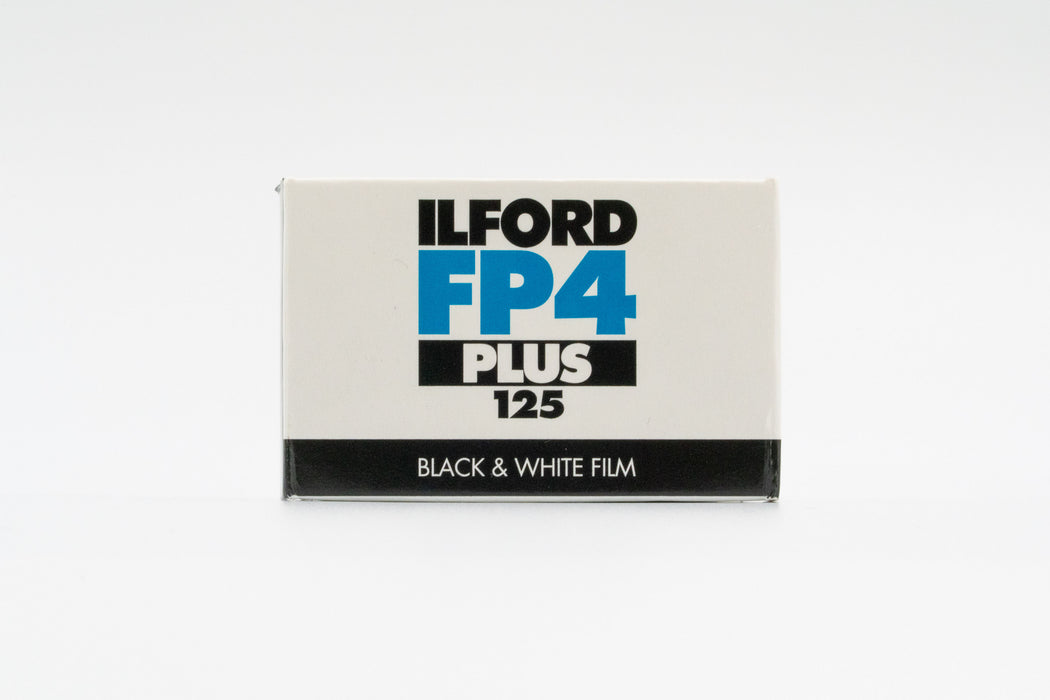 ILFORD
FP4
PLUS
125
BLACK & WHITE FILM